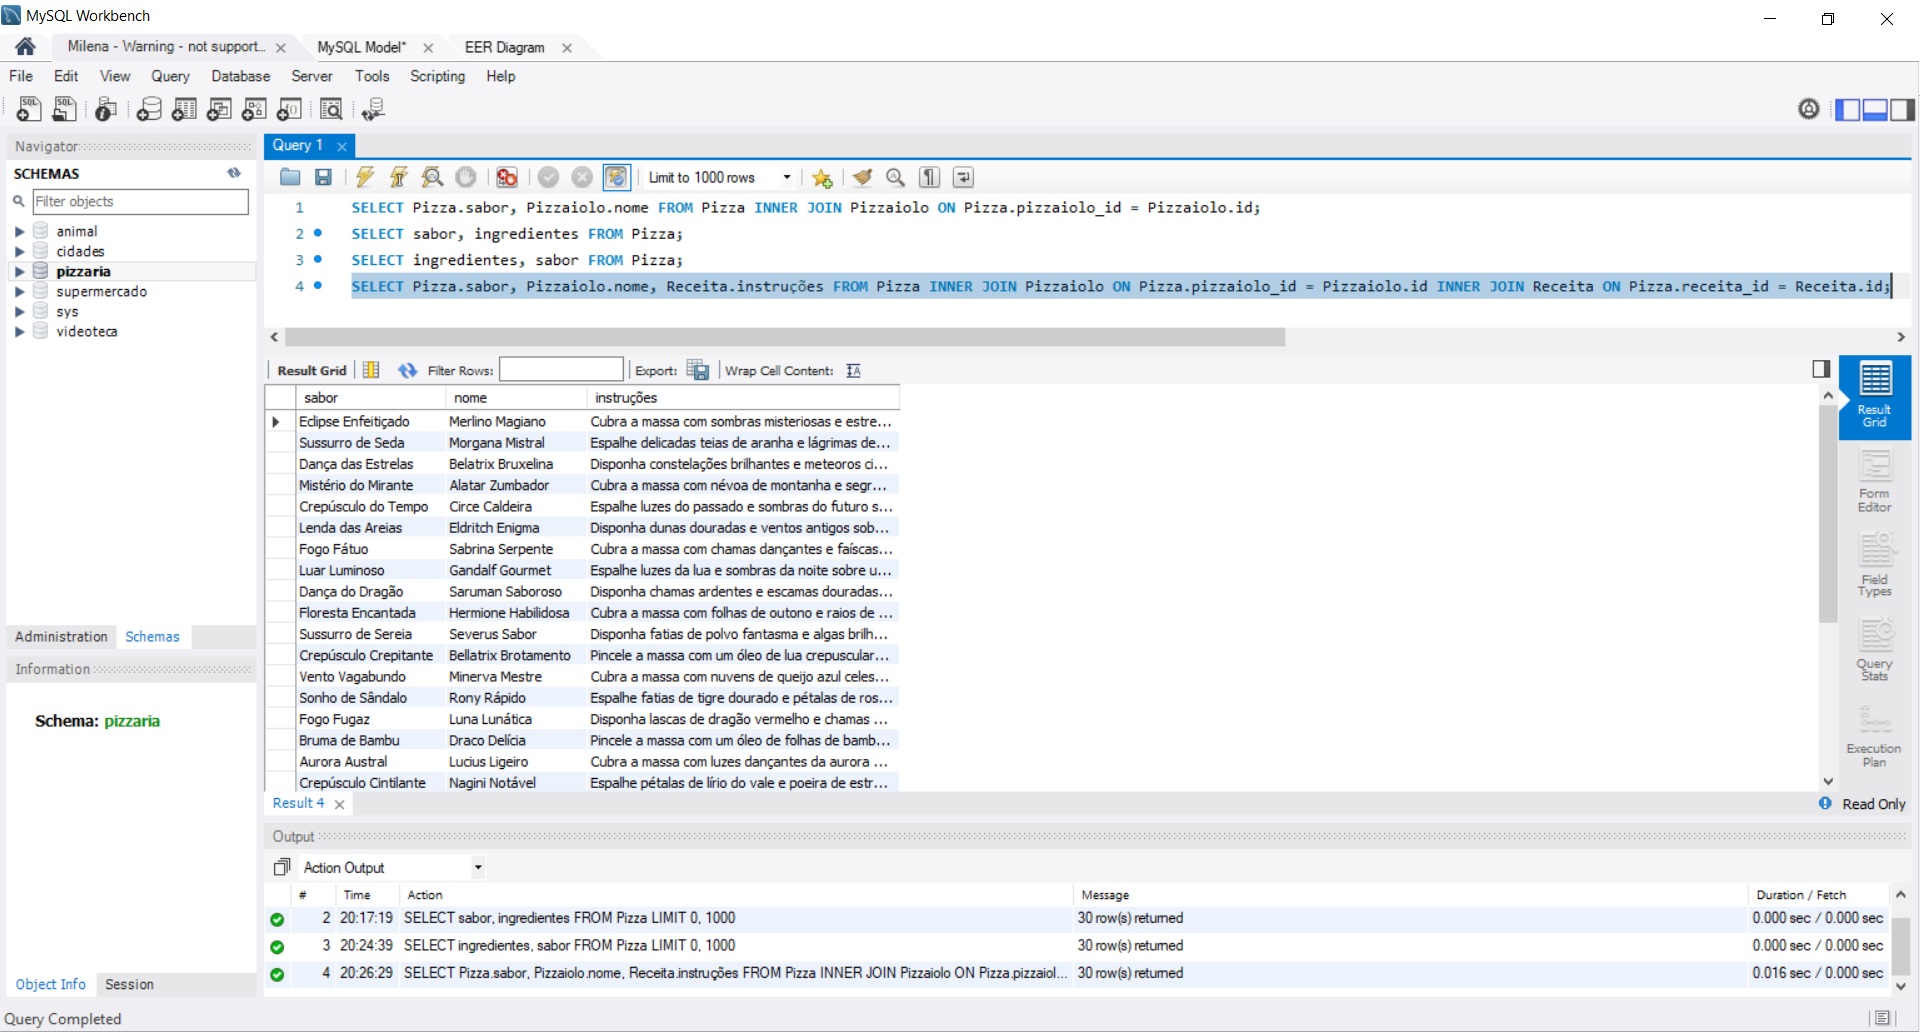 MySQL Workbench
Milena - Warning - not support...
MySQL Model*
EER Diagram
File Edit View Query Database Server Tools Scripting Help
Navigator
SCHEMAS
Filter objects
animal
cidades
pizzaria
supermercado
sys
videoteca
Administration Schemas
Information
Schema: pizzaria
Object Info Session
Query 1
Limit to 1000 rows
1 SELECT Pizza.sabor, Pizzaiolo.nome FROM Pizza INNER JOIN Pizzaiolo ON Pizza.pizzaiolo_id = Pizzaiolo.id;
2 SELECT sabor, ingredientes FROM Pizza;
3 SELECT ingredientes, sabor FROM Pizza;
4 SELECT Pizza.sabor, Pizzaiolo.nome, Receita.instruções FROM Pizza INNER JOIN Pizzaiolo ON Pizza.pizzaiolo_id = Pizzaiolo.id INNER JOIN Receita ON Pizza.receita_id = Receita.id;
Result Grid Filter Rows: Export: Wrap Cell Content:
sabor nome instruções
Eclipse Enfeitiçado Merlino Magiano Cubra a massa com sombras misteriosas e estre...
Sussurro de Seda Morgana Mistral Espalhe delicadas teias de aranha e lágrimas de...
Dança das Estrelas Belatrix Bruxelina Disponha constelações brilhantes e meteoros ci...
Mistério do Mirante Alatar Zumbador Cubra a massa com névoa de montanha e segr...
Crepúsculo do Tempo Circe Caldeira Espalhe luzes do passado e sombras do futuro s...
Lenda das Areias Eldritch Enigma Disponha dunas douradas e ventos antigos sob...
Fogo Fátuo Sabrina Serpente Cubra a massa com chamas dançantes e faíscas...
Luar Luminoso Gandalf Gourmet Espalhe luzes da lua e sombras da noite sobre u...
Dança do Dragão Saruman Saboroso Disponha chamas ardentes e escamas douradas...
Floresta Encantada Hermione Habilidosa Cubra a massa com folhas de outono e raios de ...
Sussurro de Sereia Severus Sabor Disponha fatias de polvo fantasma e algas brilh...
Crepúsculo Crepitante Bellatrix Brotamento Pincele a massa com um óleo de lua crepuscular...
Vento Vagabundo Minerva Mestre Cubra a massa com nuvens de queijo azul celes...
Sonho de Sândalo Rony Rápido Espalhe fatias de tigre dourado e pétalas de ros...
Fogo Fugaz Luna Lunática Disponha lascas de dragão vermelho e chamas ...
Bruma de Bambu Draco Delícia Pincele a massa com um óleo de folhas de bamb...
Aurora Austral Lucius Ligeiro Cubra a massa com luzes dançantes da aurora ...
Crepúsculo Cintilante Nagini Notável Espalhe pétalas de lírio do vale e poeira de estr...
Result
Grid
Form
Editor
Field
Types
Query
Stats
Execution
Plan
Result 4
Read Only
Output
Action Output
# Time Action Message Duration / Fetch
2 20:17:19 SELECT sabor, ingredientes FROM Pizza LIMIT 0, 1000 30 row(s) returned 0.000 sec / 0.000 sec
3 20:24:39 SELECT ingredientes, sabor FROM Pizza LIMIT 0, 1000 30 row(s) returned 0.000 sec / 0.000 sec
4 20:26:29 SELECT Pizza.sabor, Pizzaiolo.nome, Receita.instruções FROM Pizza INNER JOIN Pizzaiolo ON Pizza.pizzaiol... 30 row(s) returned 0.016 sec / 0.000 sec
Query Completed